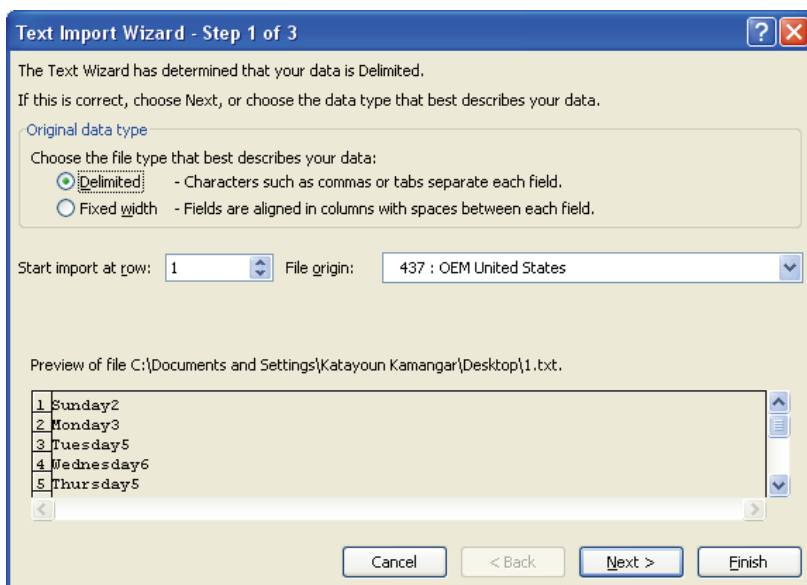 Text Import Wizard - Step 1 of 3
The Text Wizard has determined that your data is Delimited.
If this is correct, choose Next, or choose the data type that best describes your data.
Original data type
Choose the file type that best describes your data:
Delimited - Characters such as commas or tabs separate each field.
Fixed width - Fields are aligned in columns with spaces between each field.
Start import at row: 1 File origin: 437 : OEM United States
Preview of file C:\Documents and Settings\Katayoun Kamangar\Desktop\1.txt.
1 Sunday2
2 Monday3
3 Tuesday5
4 Wednesday6
5 Thursday5
Cancel < Back Next > Finish